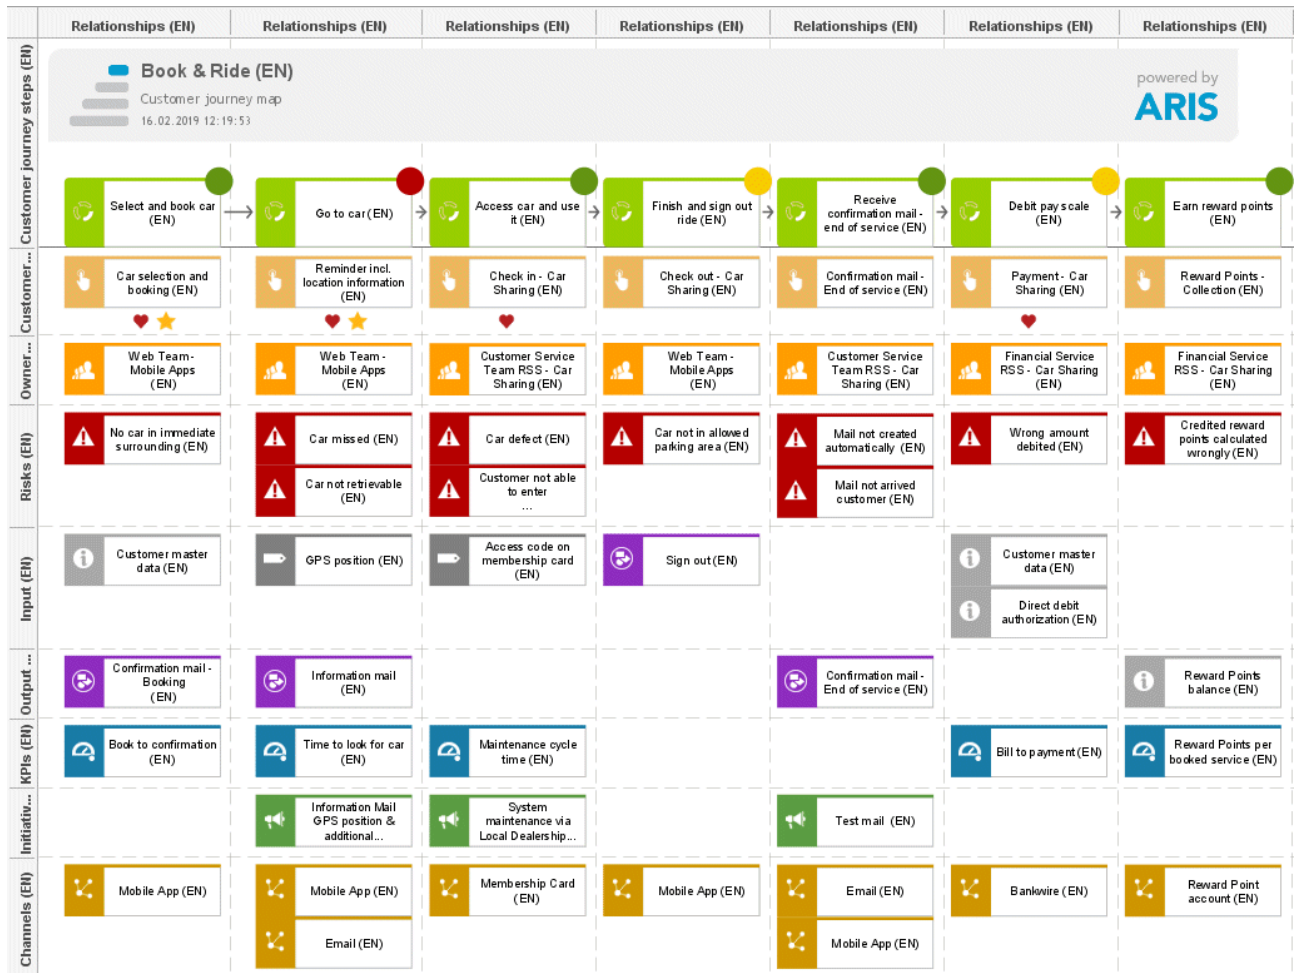 Relationships (EN)
Relationships (EN)
Relationships (EN)
Relationships (EN)
Relationships (EN)
Relationships (EN)
Relationships (EN)
Customer journey steps (EN)
Book & Ride (EN)
Customer journey map
16.02.2019 12:19:53
powered by
ARIS
Select and book car
(EN)
Go to car (EN)
Access car and use
it (EN)
Finish and sign out
ride (EN)
Receive
confirmation mail -
end of service (EN)
Debit pay scale
(EN)
Earn reward points
(EN)
Customer...
Car selection and
booking (EN)
Reminder incl.
location information
(EN)
Check in - Car
Sharing (EN)
Check out - Car
Sharing (EN)
Confirmation mail -
End of service (EN)
Payment - Car
Sharing (EN)
Reward Points -
Collection (EN)
Owner...
Web Team -
Mobile Apps
(EN)
Web Team -
Mobile Apps
(EN)
Customer Service
Team RSS - Car
Sharing (EN)
Web Team -
Mobile Apps
(EN)
Customer Service
Team RSS - Car
Sharing (EN)
Financial Service
RSS - Car Sharing
(EN)
Financial Service
RSS - Car Sharing
(EN)
Risks (EN)
No car in immediate
surrounding (EN)
Car missed (EN)
Car not retrievable
(EN)
Car defect (EN)
Customer not able
to enter
...
Car not in allowed
parking area (EN)
Mail not created
automatically (EN)
Mail not arrived
customer (EN)
Wrong amount
debited (EN)
Credited reward
points calculated
wrongly (EN)
Input (EN)
Customer master
data (EN)
GPS position (EN)
Access code on
membership card
(EN)
Sign out (EN)
Customer master
data (EN)
Direct debit
authorization (EN)
Output ...
Confirmation mail -
Booking
(EN)
Information mail
(EN)
Confirmation mail -
End of service (EN)
Reward Points
balance (EN)
KPIs (EN)
Book to confirmation
(EN)
Time to look for car
(EN)
Maintenance cycle
time (EN)
Bill to payment (EN)
Reward Points per
booked service (EN)
Initiativ...
Information Mail
GPS position &
additional...
System
maintenance via
Local Dealership...
Test mail (EN)
Channels (EN)
Mobile App (EN)
Mobile App (EN)
Email (EN)
Membership Card
(EN)
Mobile App (EN)
Email (EN)
Mobile App (EN)
Bankwire (EN)
Reward Point
account (EN)